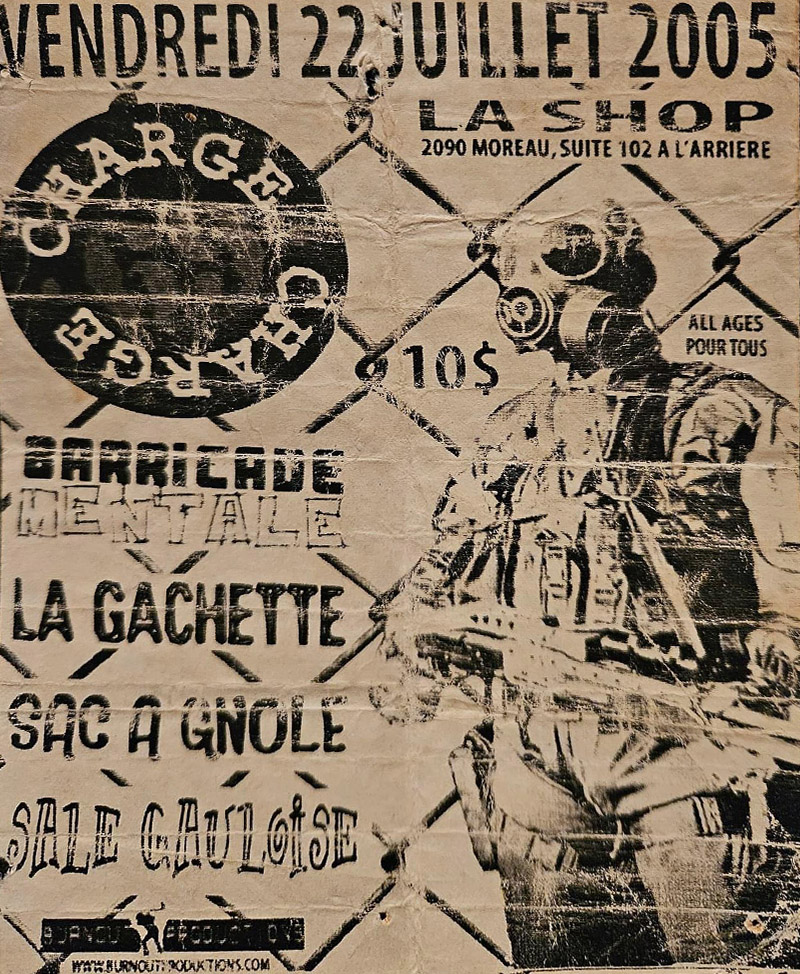 VENDREDI 22 JUILLET 2005
LA SHOP
2090 MOREAU, SUITE 102 A L'ARRIERE
CHARGE
CHARGE
ALL AGES
POUR TOUS
10$
BARRICADE
MENTALE
LA GACHETTE
SAC A GNOLE
SALE GAULOISE
BURNOUT PRODUCTIONS
WWW.BURNOUTPRODUCTIONS.COM